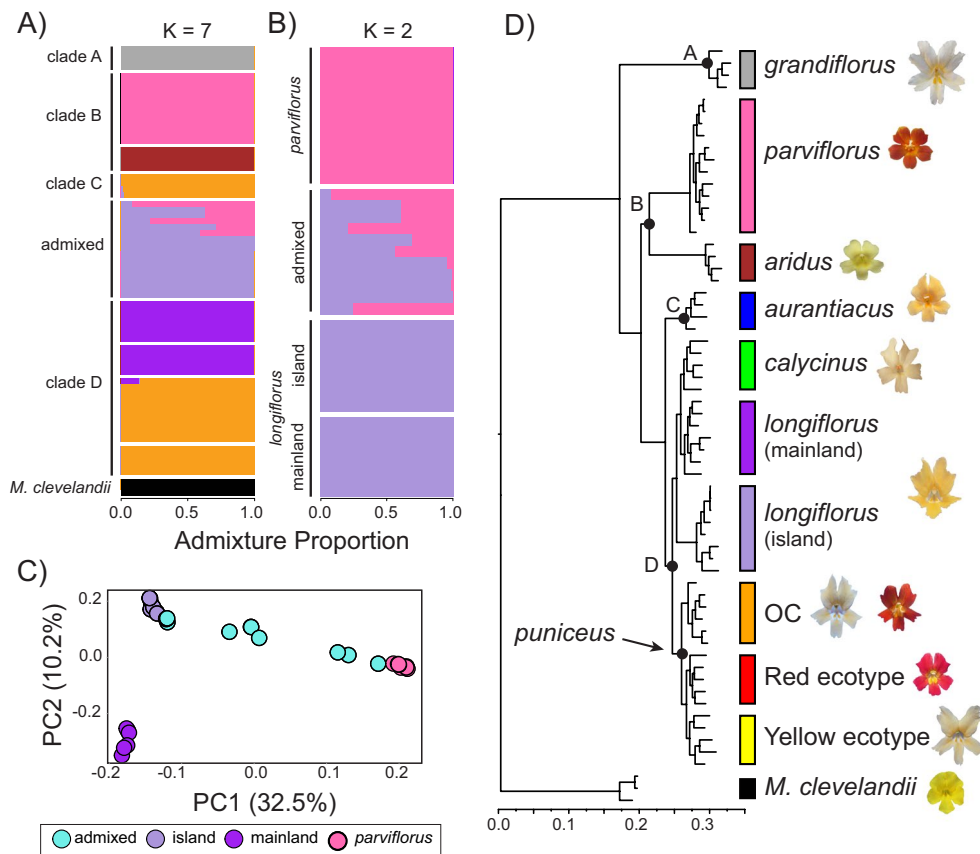 A)
K = 7
clade A
clade B
clade C
admixed
clade D
M. clevelandii
0.0
0.5
1.0
B)
K = 2
parviflorus
admixed
island
longiflorus
mainland
0.0
0.5
1.0
Admixture Proportion
C)
0.2
0.0
-0.2
PC2 (10.2%)
-0.2
-0.1
0.0
0.1
0.2
PC1 (32.5%)
admixed
island
mainland
parviflorus
D)
A
B
C
D
puniceus
grandiflorus
parviflorus
aridus
aurantiacus
calycinus
longiflorus
(mainland)
longiflorus
(island)
OC
Red ecotype
Yellow ecotype
M. clevelandii
0.0
0.1
0.2
0.3